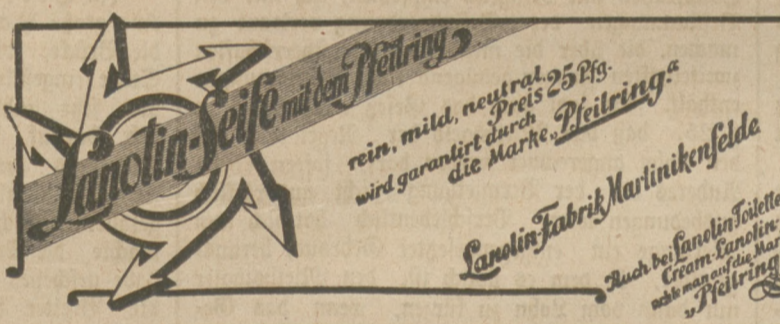 Lanolin-Seife mit dem Pfeilring
rein, mild, neutral.
Preis 25 Pfg.
wird garantirt durch
die Marke „Pfeilring.“
Lanolin-Fabrik Martinikenfelde
Auch bei Lanolin-Toilette
Cream-Lanolin
achte man auf die Mar
„Pfeilring